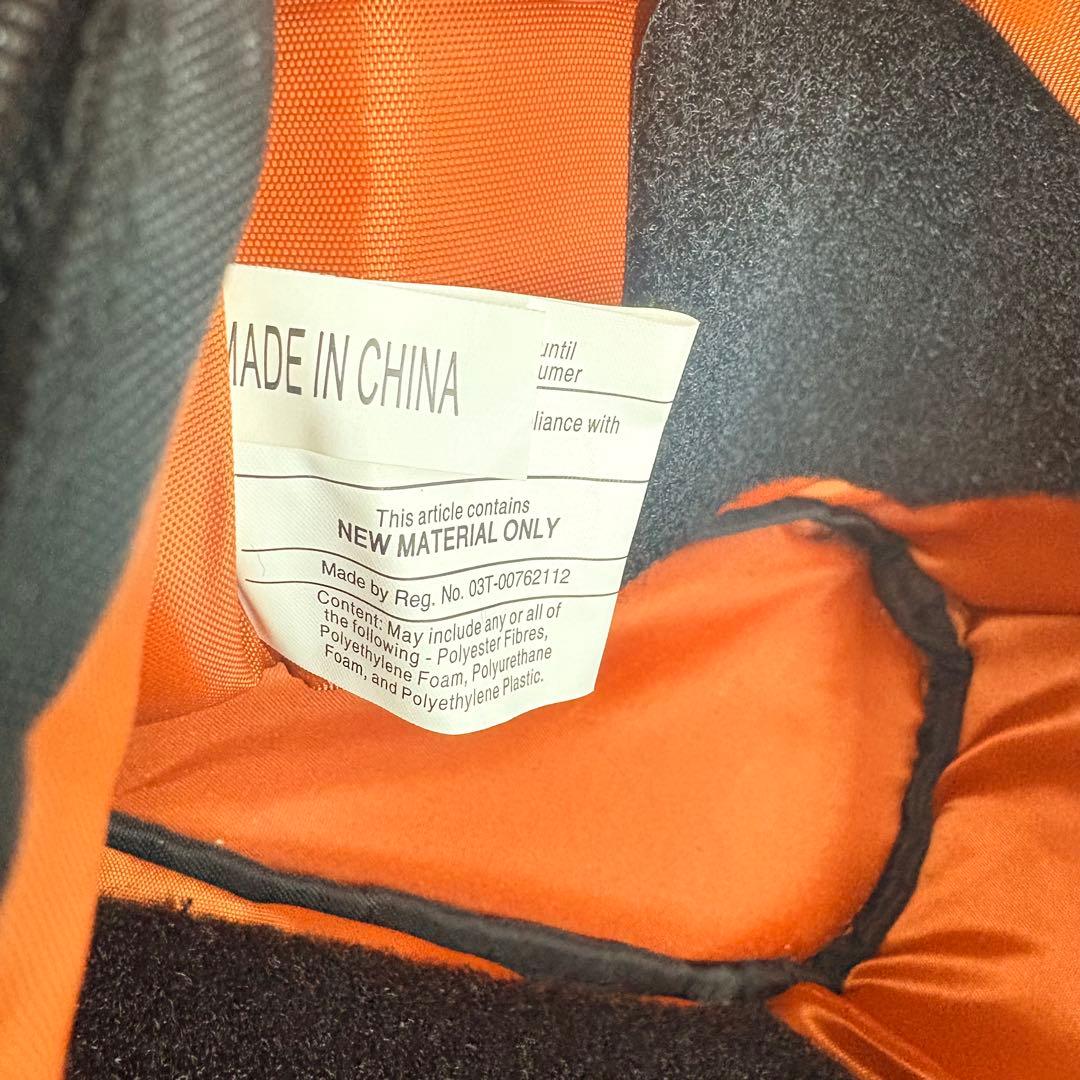 MADE IN CHINA
until
umer
liance with
This article contains
NEW MATERIAL ONLY
Made by Reg. No. 03T-00762112
Content: May include any or all of
the following - Polyester Fibres,
Polyethylene Foam, Polyurethane
Foam, and Polyethylene Plastic.